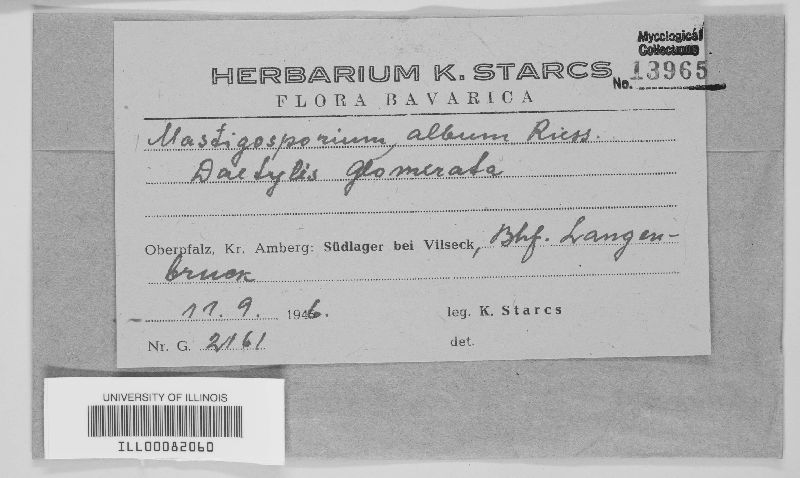 Mycological
Collections
No. 13965
HERBARIUM K. STARCS
FLORA BAVARICA
Mastigosporium album Riess.
Dactylis glomerata
Oberpfalz, Kr. Amberg: Südlager bei Vilseck, Bhf. Langen-
bruck
11. 9. 1946.
leg. K. Starcs
Nr. G. 2161
det.
UNIVERSITY OF ILLINOIS
ILL00082060